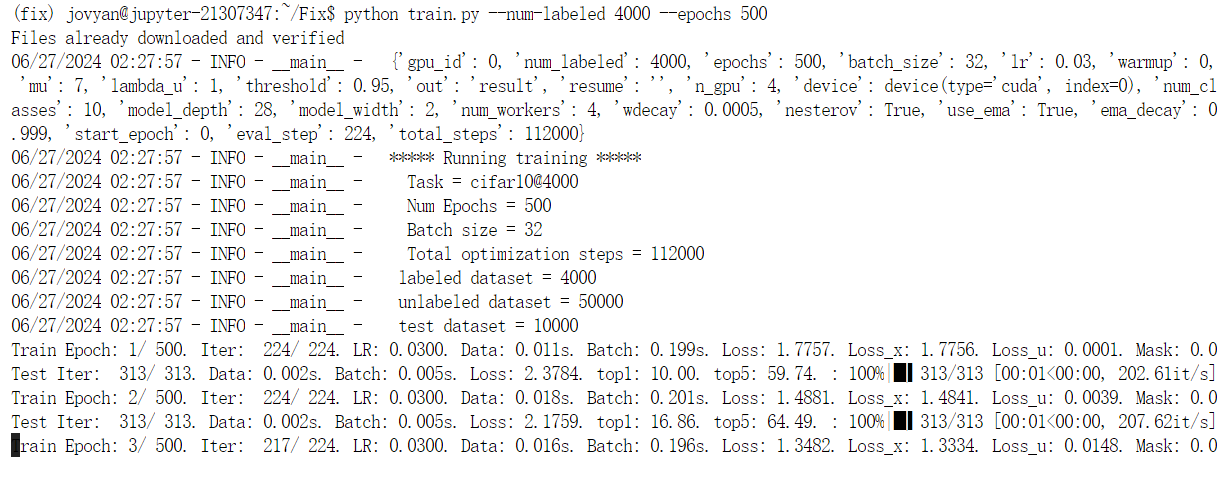 (fix) jovyan@jupyter-21307347:~/Fix$ python train.py --num-labeled 4000 --epochs 500
Files already downloaded and verified
06/27/2024 02:27:57 - INFO - __main__ -   {'gpu_id': 0, 'num_labeled': 4000, 'epochs': 500, 'batch_size': 32, 'lr': 0.03, 'warmup': 0,
'mu': 7, 'lambda_u': 1, 'threshold': 0.95, 'out': 'result', 'resume': '', 'n_gpu': 4, 'device': device(type='cuda', index=0), 'num_cl
asses': 10, 'model_depth': 28, 'model_width': 2, 'num_workers': 4, 'wdecay': 0.0005, 'nesterov': True, 'use_ema': True, 'ema_decay': 0
.999, 'start_epoch': 0, 'eval_step': 224, 'total_steps': 112000}
06/27/2024 02:27:57 - INFO - __main__ -   ***** Running training *****
06/27/2024 02:27:57 - INFO - __main__ -     Task = cifar10@4000
06/27/2024 02:27:57 - INFO - __main__ -     Num Epochs = 500
06/27/2024 02:27:57 - INFO - __main__ -     Batch size = 32
06/27/2024 02:27:57 - INFO - __main__ -     Total optimization steps = 112000
06/27/2024 02:27:57 - INFO - __main__ -    labeled dataset = 4000
06/27/2024 02:27:57 - INFO - __main__ -    unlabeled dataset = 50000
06/27/2024 02:27:57 - INFO - __main__ -    test dataset = 10000
Train Epoch: 1/ 500. Iter:  224/ 224. LR: 0.0300. Data: 0.011s. Batch: 0.199s. Loss: 1.7757. Loss_x: 1.7756. Loss_u: 0.0001. Mask: 0.0
Test Iter:  313/ 313. Data: 0.002s. Batch: 0.005s. Loss: 2.3784. top1: 10.00. top5: 59.74. : 100%|█| 313/313 [00:01<00:00, 202.61it/s]
Train Epoch: 2/ 500. Iter:  224/ 224. LR: 0.0300. Data: 0.018s. Batch: 0.201s. Loss: 1.4881. Loss_x: 1.4841. Loss_u: 0.0039. Mask: 0.0
Test Iter:  313/ 313. Data: 0.002s. Batch: 0.005s. Loss: 2.1759. top1: 16.86. top5: 64.49. : 100%|█| 313/313 [00:01<00:00, 207.62it/s]
Train Epoch: 3/ 500. Iter:  217/ 224. LR: 0.0300. Data: 0.016s. Batch: 0.196s. Loss: 1.3482. Loss_x: 1.3334. Loss_u: 0.0148. Mask: 0.0